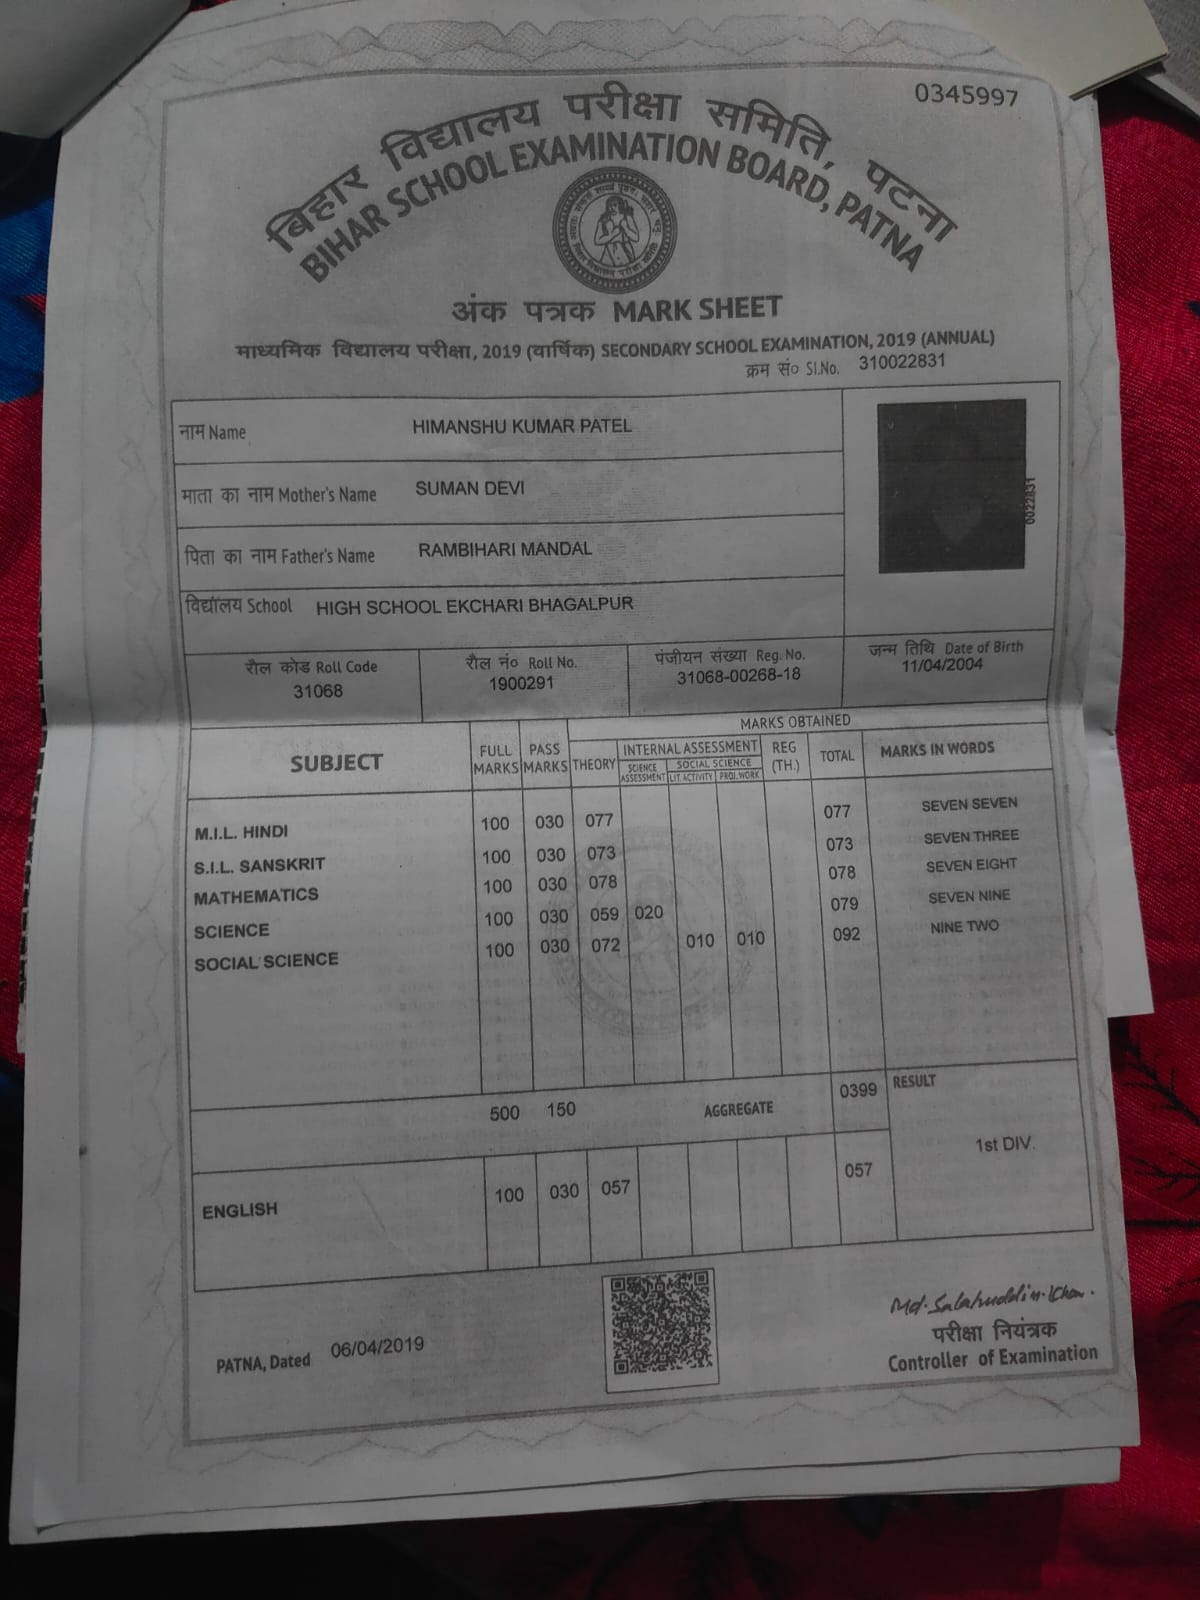 0345997
बिहार विद्यालय परीक्षा समिति, पटना
BIHAR SCHOOL EXAMINATION BOARD, PATNA
अंक पत्रक MARK SHEET
माध्यमिक विद्यालय परीक्षा, 2019 (वार्षिक) SECONDARY SCHOOL EXAMINATION, 2019 (ANNUAL)
क्रम सं० Sl.No. 310022831
नाम Name HIMANSHU KUMAR PATEL
0022831
माता का नाम Mother's Name SUMAN DEVI
पिता का नाम Father's Name RAMBIHARI MANDAL
विद्यालय School HIGH SCHOOL EKCHARI BHAGALPUR
रौल कोड Roll Code रौल नं० Roll No. पंजीयन संख्या Reg. No. जन्म तिथि Date of Birth
31068 1900291 31068-00268-18 11/04/2004
MARKS OBTAINED
SUBJECT FULL MARKS PASS MARKS THEORY INTERNAL ASSESSMENT REG (TH.) TOTAL MARKS IN WORDS
SCIENCE ASSESSMENT SOCIAL SCIENCE
LIT. ACTIVITY PROJ. WORK
M.I.L. HINDI 100 030 077 077 SEVEN SEVEN
S.I.L. SANSKRIT 100 030 073 073 SEVEN THREE
MATHEMATICS 100 030 078 078 SEVEN EIGHT
SCIENCE 100 030 059 020 079 SEVEN NINE
SOCIAL SCIENCE 100 030 072 010 010 092 NINE TWO
500 150 AGGREGATE 0399 RESULT
1st DIV.
ENGLISH 100 030 057 057
PATNA, Dated 06/04/2019
Md. Salahuddin Khan.
परीक्षा नियंत्रक
Controller of Examination